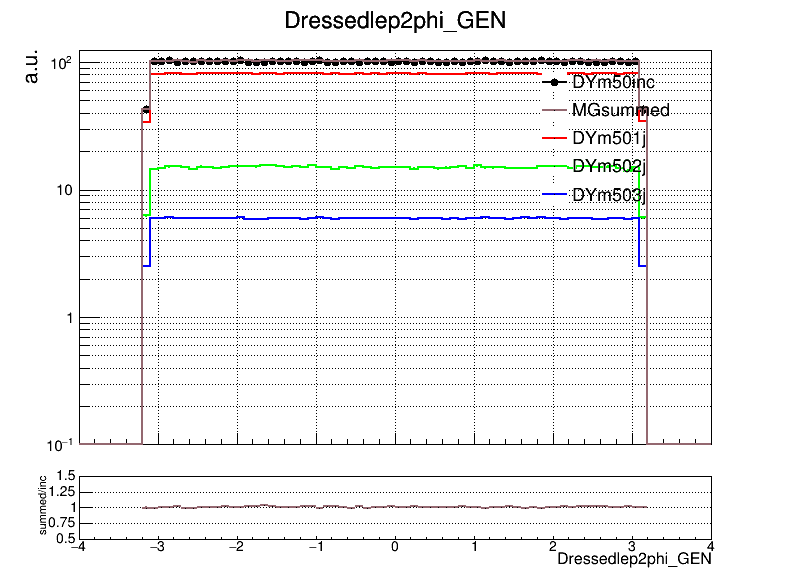 Dressedlep2phi_GEN
a.u.
10²
10
1
10⁻¹
DYm50inc
MGsummed
DYm501j
DYm502j
DYm503j
summed/inc
1.5
1.25
1
0.75
0.5
−4 −3 −2 −1 0 1 2 3 4
Dressedlep2phi_GEN